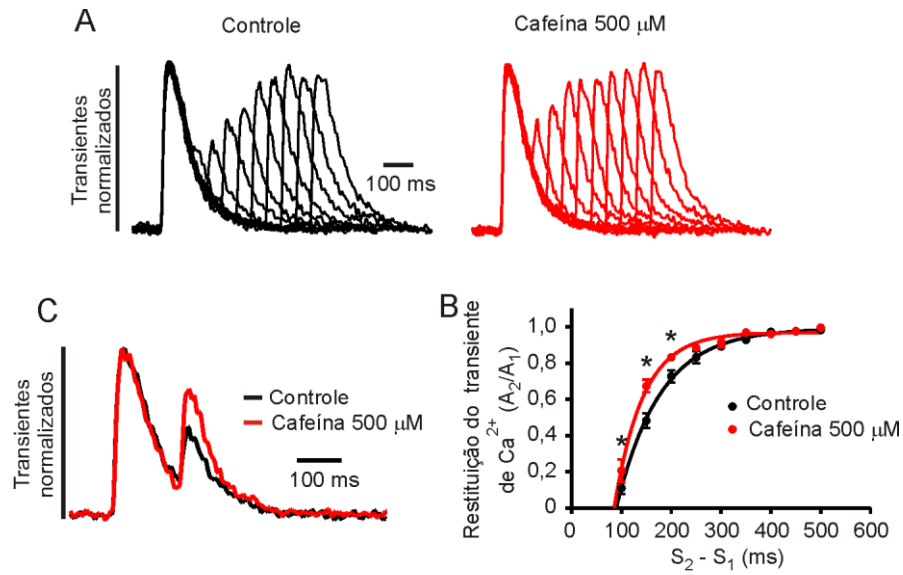 A
Controle
Cafeína 500 μM
Transientes
normalizados
100 ms
C
Transientes
normalizados
Controle
Cafeína 500 μM
100 ms
B
Restituição do transiente
de Ca²⁺ (A₂/A₁)
1,0
0,8
0,6
0,4
0,2
0
* * *
Controle
Cafeína 500 μM
0 100 200 300 400 500 600
S₂ - S₁ (ms)